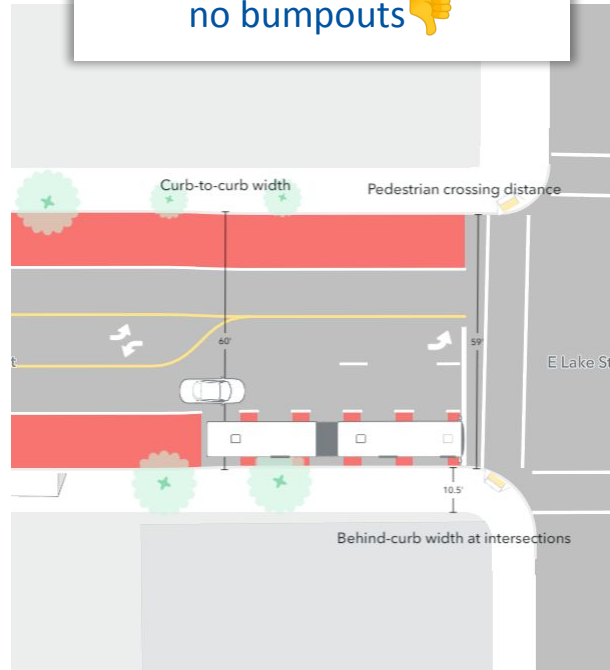 no bumpouts👎
Curb-to-curb width
Pedestrian crossing distance
60'
59'
t
E Lake St
10.5'
Behind-curb width at intersections